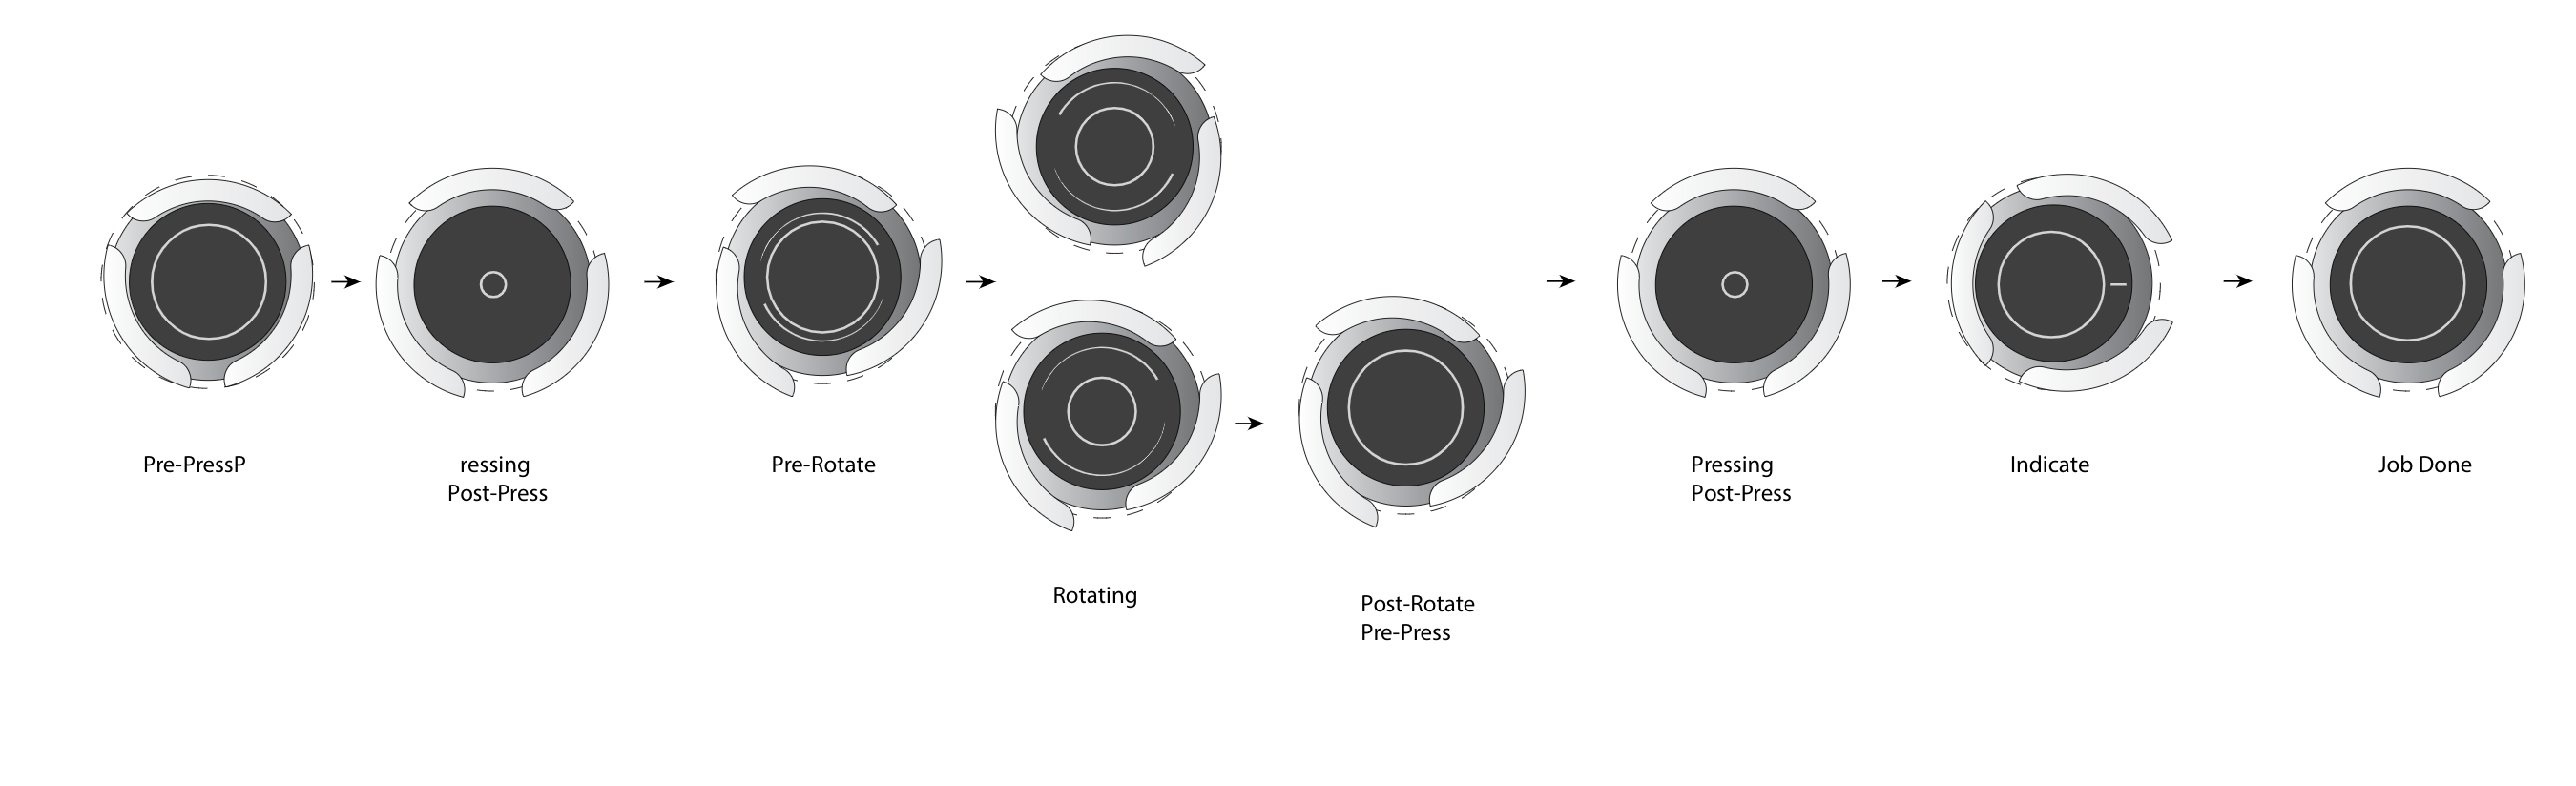 Pre-PressP
ressing
Post-Press
Pre-Rotate
Rotating
Post-Rotate
Pre-Press
Pressing
Post-Press
Indicate
Job Done